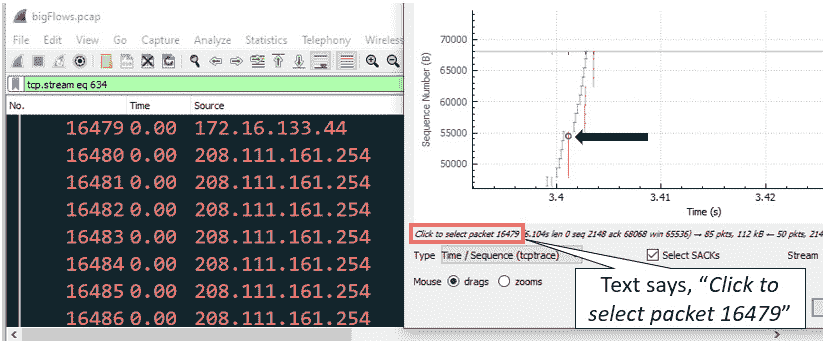 bigFlows.pcap
File Edit View Go Capture Analyze Statistics Telephony Wireless
tcp.stream eq 634
No. Time Source
16479 0.00 172.16.133.44
16480 0.00 208.111.161.254
16481 0.00 208.111.161.254
16482 0.00 208.111.161.254
16483 0.00 208.111.161.254
16484 0.00 208.111.161.254
16485 0.00 208.111.161.254
16486 0.00 208.111.161.254
Sequence Number (B)
70000
65000
60000
55000
50000
3.4 3.41 3.42
Time (s)
Click to select packet 16479 (6.104s len 0 seq 2148 ack 68068 win 65536) → 85 pkts, 112 kB ← 50 pkts, 214
Type Time / Sequence (tcptrace) Select SACKs Stream
Mouse drags zooms
Text says, “Click to
select packet 16479”